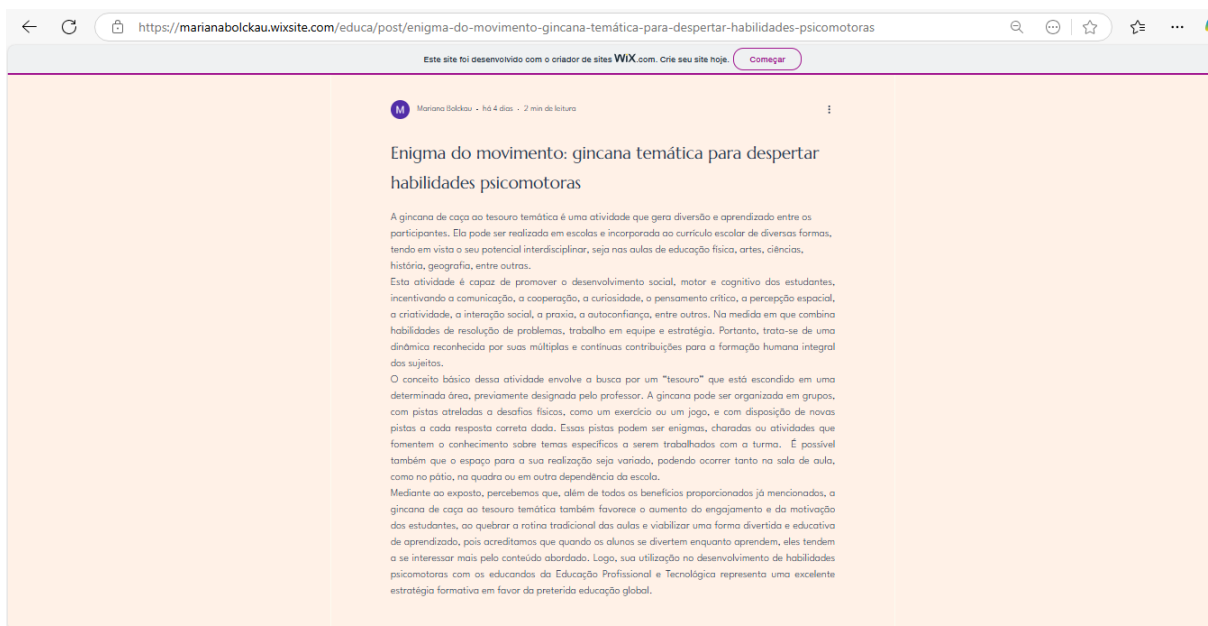 https://marianabolckau.wixsite.com/educa/post/enigma-do-movimento-gincana-temática-para-despertar-habilidades-psicomotoras
Este site foi desenvolvido com o criador de sites WiX.com. Crie seu site hoje. Começar
M Mariana Bolckau • há 4 dias • 2 min de leitura
Enigma do movimento: gincana temática para despertar
habilidades psicomotoras
A gincana de caça ao tesouro temática é uma atividade que gera diversão e aprendizado entre os
participantes. Ela pode ser realizada em escolas e incorporada ao currículo escolar de diversas formas,
tendo em vista o seu potencial interdisciplinar, seja nas aulas de educação física, artes, ciências,
história, geografia, entre outras.
Esta atividade é capaz de promover o desenvolvimento social, motor e cognitivo dos estudantes,
incentivando a comunicação, a cooperação, a curiosidade, o pensamento crítico, a percepção espacial,
a criatividade, a interação social, a praxia, a autoconfiança, entre outros. Na medida em que combina
habilidades de resolução de problemas, trabalho em equipe e estratégia. Portanto, trata-se de uma
dinâmica reconhecida por suas múltiplas e contínuas contribuições para a formação humana integral
dos sujeitos.
O conceito básico dessa atividade envolve a busca por um “tesouro” que está escondido em uma
determinada área, previamente designada pelo professor. A gincana pode ser organizada em grupos,
com pistas atreladas a desafios físicos, como um exercício ou um jogo, e com disposição de novas
pistas a cada resposta correta dada. Essas pistas podem ser enigmas, charadas ou atividades que
fomentem o conhecimento sobre temas específicos a serem trabalhados com a turma. É possível
também que o espaço para a sua realização seja variado, podendo ocorrer tanto na sala de aula,
como no pátio, na quadra ou em outra dependência da escola.
Mediante ao exposto, percebemos que, além de todos os benefícios proporcionados já mencionados, a
gincana de caça ao tesouro temática também favorece o aumento do engajamento e da motivação
dos estudantes, ao quebrar a rotina tradicional das aulas e viabilizar uma forma divertida e educativa
de aprendizado, pois acreditamos que quando os alunos se divertem enquanto aprendem, eles tendem
a se interessar mais pelo conteúdo abordado. Logo, sua utilização no desenvolvimento de habilidades
psicomotoras com os educandos da Educação Profissional e Tecnológica representa uma excelente
estratégia formativa em favor da preterida educação global.